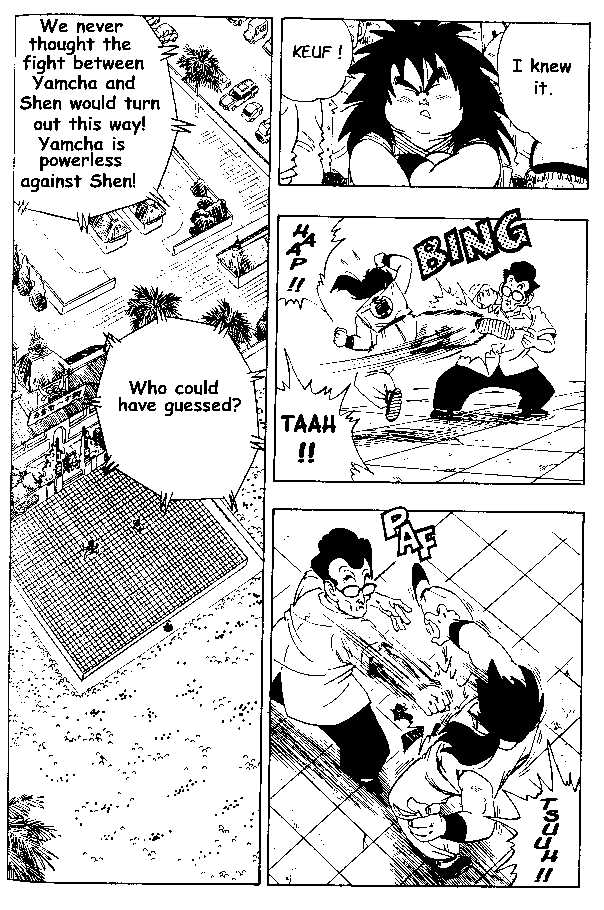 We never
thought the
fight between
Yamcha and
Shen would turn
out this way!
Yamcha is
powerless
against Shen!
Who could
have guessed?
KEUF !
I knew
it.
HAAP!!
BING
TAAH
!!
PAF
TSUUH!!